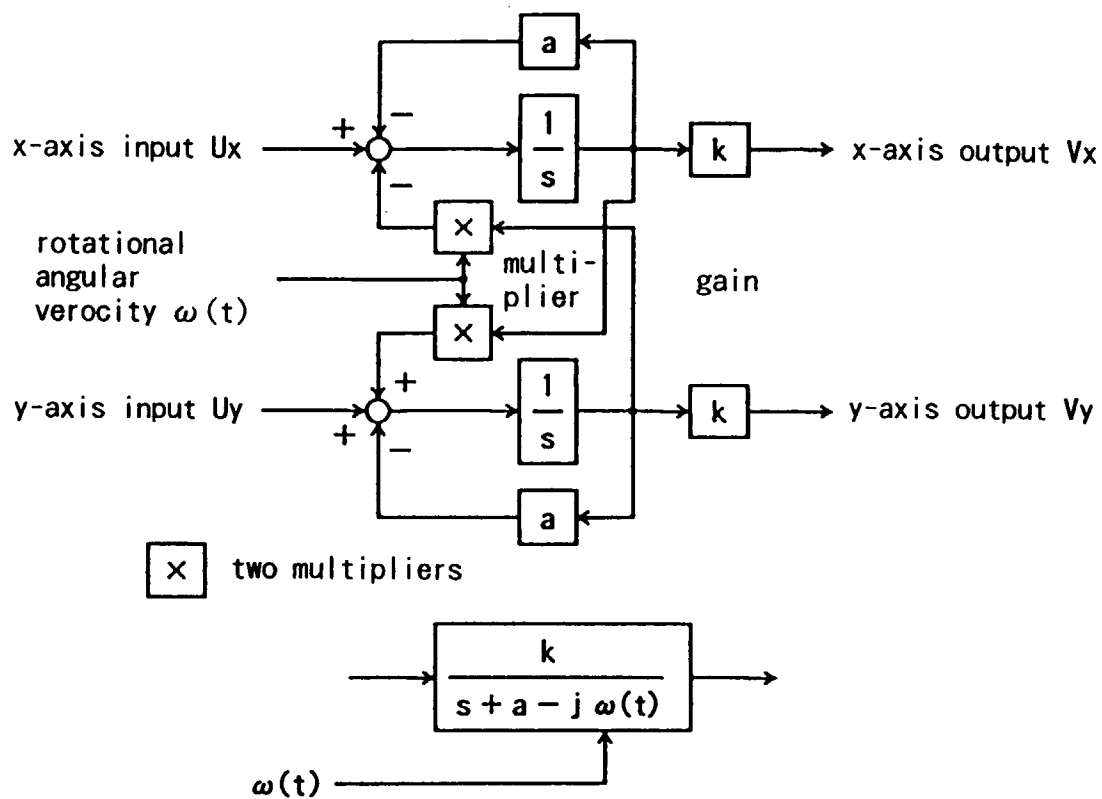 a
x-axis input Ux
+
−
−
1
s
k
x-axis output Vx
rotational
angular
verocity ω(t)
×
multi-
plier
gain
×
y-axis input Uy
+
+
−
1
s
k
y-axis output Vy
a
× two multipliers
k
s + a − j ω(t)
ω(t)